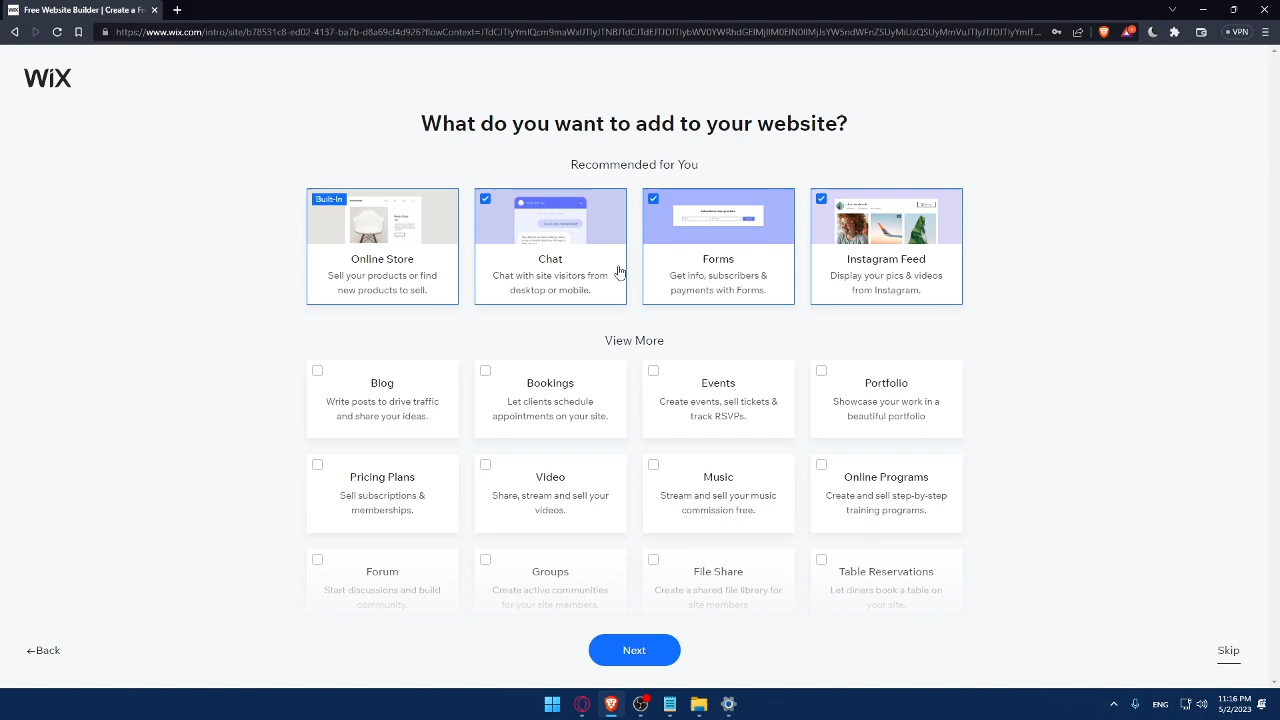 Free Website Builder | Create a Fr
https://www.wix.com/intro/site/
VPN
WiX
What do you want to add to your website?
Recommended for You
Built-In
Online Store
Sell your products or find
new products to sell.
Chat
Chat with site visitors from
desktop or mobile.
Forms
Get info, subscribers &
payments with Forms.
Instagram Feed
Display your pics & videos
from Instagram.
View More
Blog
Write posts to drive traffic
and share your ideas.
Bookings
Let clients schedule
appointments on your site.
Events
Create events, sell tickets &
track RSVPs.
Portfolio
Showcase your work in a
beautiful portfolio
Pricing Plans
Sell subscriptions &
memberships.
Video
Share, stream and sell your
videos.
Music
Stream and sell your music
commission free.
Online Programs
Create and sell step-by-step
training programs.
Forum
Start discussions and build
community.
Groups
Create active communities
for your site members.
File Share
Create a shared file library for
site members
Table Reservations
Let diners book a table on
your site.
←Back
Next
Skip
ENG
11:16 PM
5/2/2023